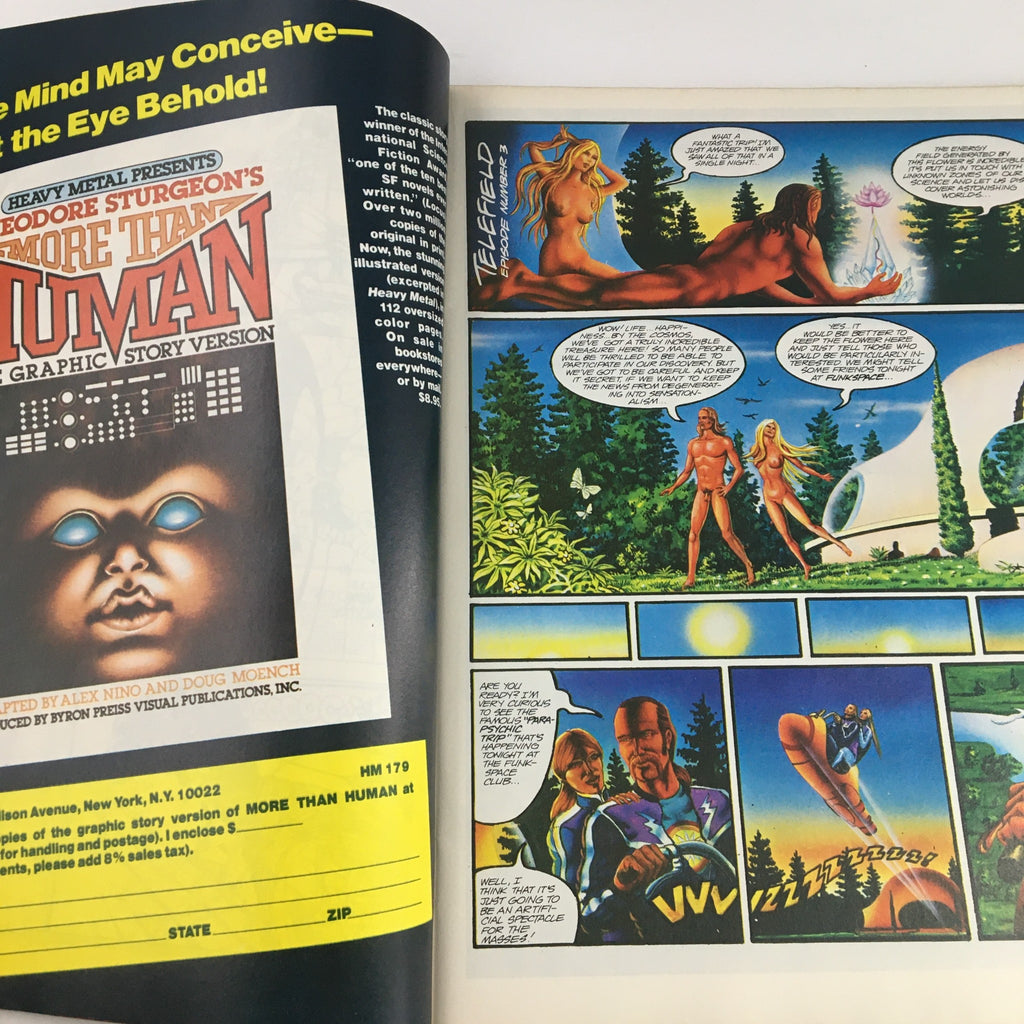 e Mind May Conceive—
t the Eye Behold!
HEAVY METAL PRESENTS
EODORE STURGEON'S
MORE THAN
HUMAN
E GRAPHIC STORY VERSION
APTED BY ALEX NINO AND DOUG MOENCH
UCED BY BYRON PREISS VISUAL PUBLICATIONS, INC.
The classic
winner of the
national
Fiction
"one of the ten
SF novels
written."
Over two
copies of
original in
Now, the
illustrated
(excerpted
Heavy Metal)
112
color
On sale
bookstore
everywhere—
or by mail
$8.95
HM 179
ison Avenue, New York, N.Y. 10022
opies of the graphic story version of MORE THAN HUMAN at
for handling and postage). I enclose $
ents, please add 8% sales tax).
STATE
ZIP
TELEFIELD
EPISODE NUMBER 3
WHAT A
FANTASTIC TRIP! I'M
JUST AMAZED THAT WE
SAW ALL OF THAT IN A
SINGLE NIGHT...
THE ENERGY
FIELD GENERATED BY
THIS FLOWER IS INCREDIBLE
IT'S PUT US IN TOUCH WITH
UNKNOWN ZONES OF OUR
SCIENCE AND LET US DIS
COVER ASTONISHING
WORLDS...
WOW! LIFE... HAPPI-
NESS... BY THE COSMOS,
WE'VE GOT A TRULY INCREDIBLE
TREASURE HERE! SO MANY PEOPLE
WILL BE THRILLED TO BE ABLE TO
PARTICIPATE IN OUR DISCOVERY BUT
WE'VE GOT TO BE CAREFUL AND KEEP
IT SECRET, IF WE WANT TO KEEP
THE NEWS FROM DEGENERAT-
ING INTO SENSATION-
ALISM...
YES... IT
WOULD BE BETTER TO
KEEP THE FLOWER HERE
AND JUST TELL THOSE WHO
WOULD BE PARTICULARLY IN-
TERESTED. WE MIGHT TELL
SOME FRIENDS TONIGHT
AT FUNKSPACE...
ARE YOU
READY? I'M
VERY CURIOUS
TO SEE THE
FAMOUS "PARA-
PSYCHIC
TRIP" THAT'S
HAPPENING
TONIGHT AT
THE FUNK-
SPACE
CLUB...
WELL, I
THINK THAT IT'S
JUST GOING TO
BE AN ARTIFI-
CIAL SPECTACLE
FOR THE
MASSES!
VVV